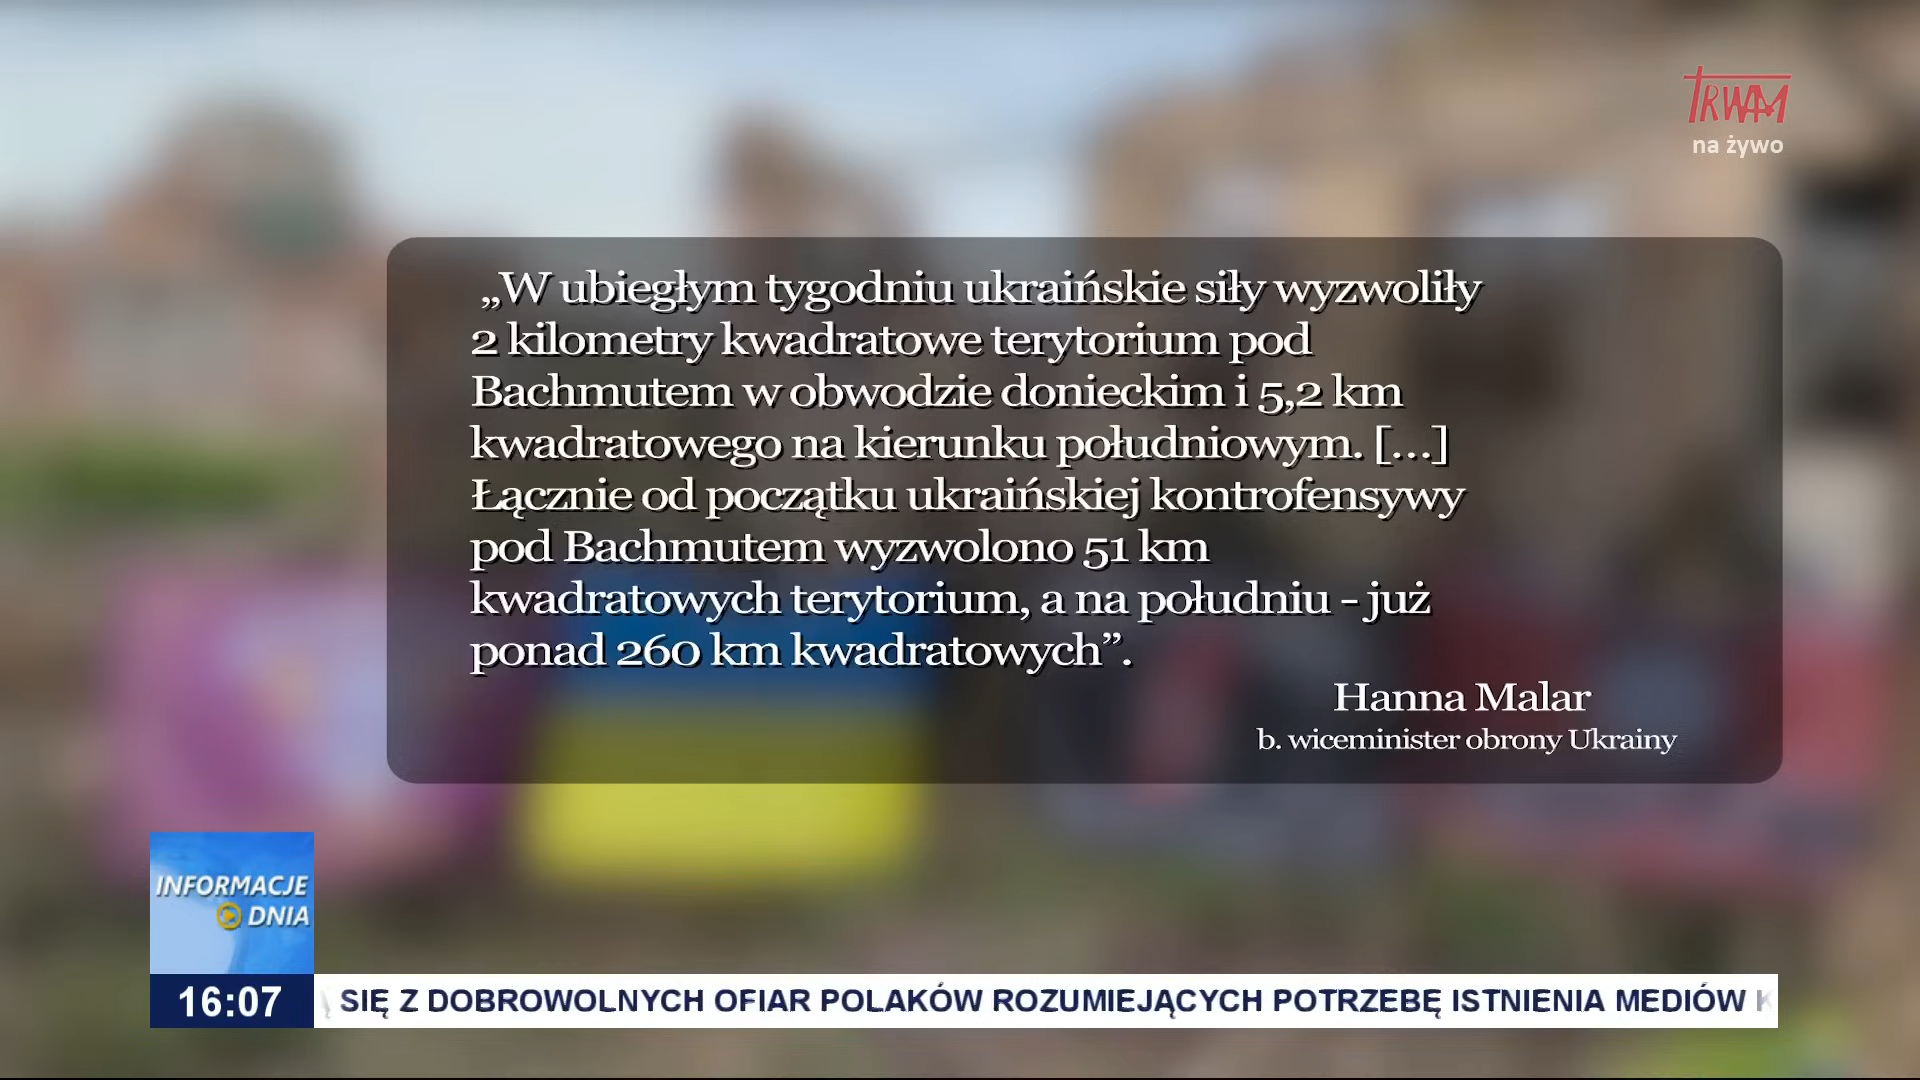 TRWAM
na żywo
„W ubiegłym tygodniu ukraińskie siły wyzwoliły
2 kilometry kwadratowe terytorium pod
Bachmutem w obwodzie donieckim i 5,2 km
kwadratowego na kierunku południowym. [...]
Łącznie od początku ukraińskiej kontrofensywy
pod Bachmutem wyzwolono 51 km
kwadratowych terytorium, a na południu - już
ponad 260 km kwadratowych”.
Hanna Malar
b. wiceminister obrony Ukrainy
INFORMACJE
DNIA
16:07 SIĘ Z DOBROWOLNYCH OFIAR POLAKÓW ROZUMIEJĄCYCH POTRZEBĘ ISTNIENIA MEDIÓW